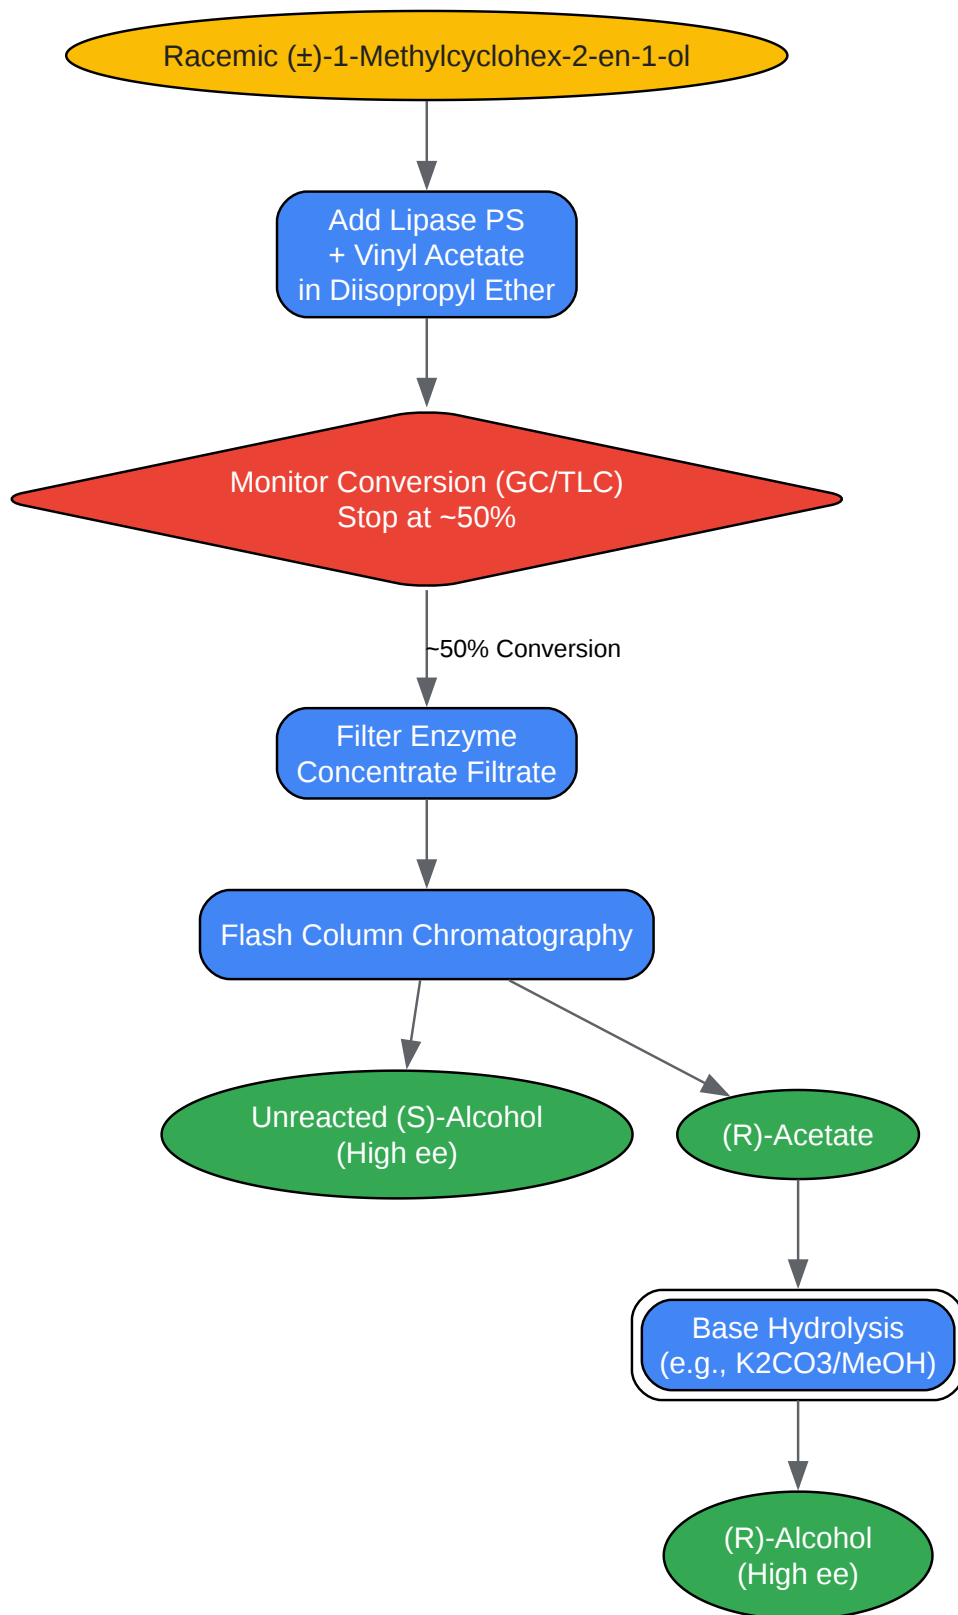 Racemic (±)-1-Methylcyclohex-2-en-1-ol
Add Lipase PS
+ Vinyl Acetate
in Diisopropyl Ether
Monitor Conversion (GC/TLC)
Stop at ~50%
~50% Conversion
Filter Enzyme
Concentrate Filtrate
Flash Column Chromatography
Unreacted (S)-Alcohol
(High ee)
(R)-Acetate
Base Hydrolysis
(e.g., K2CO3/MeOH)
(R)-Alcohol
(High ee)